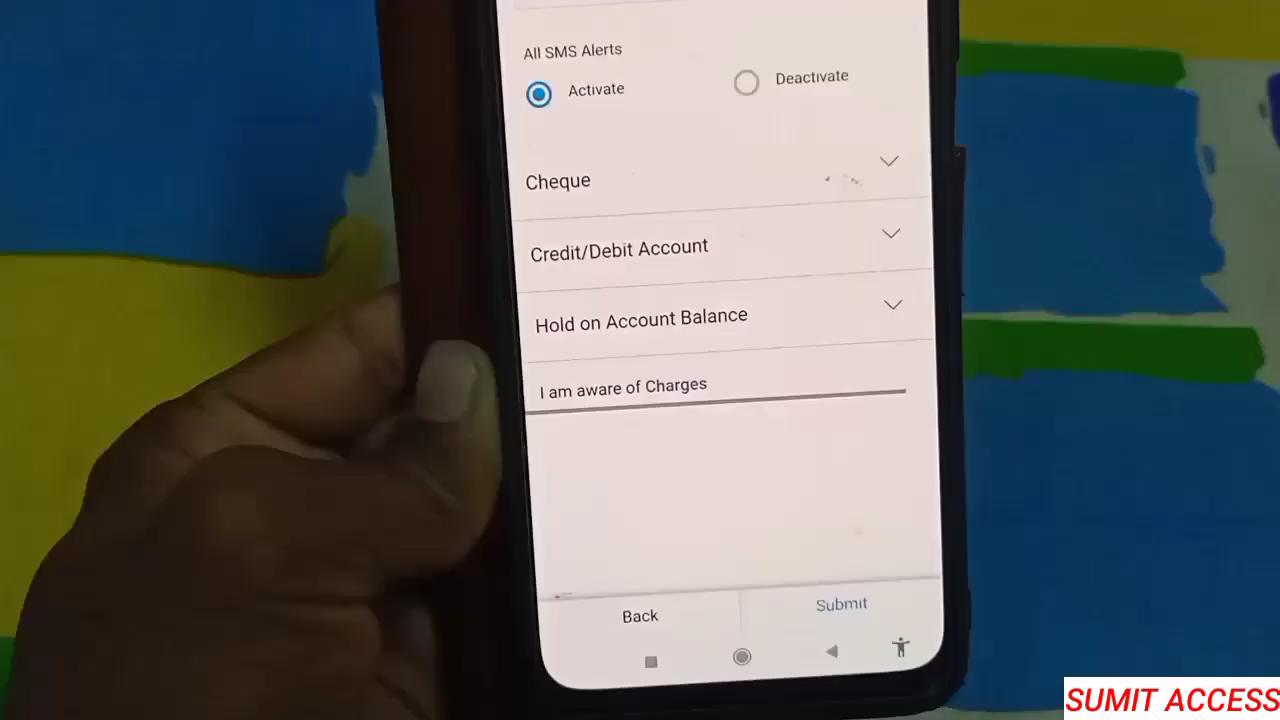 All SMS Alerts
Activate
Deactivate
Cheque
Credit/Debit Account
Hold on Account Balance
I am aware of Charges
Back
Submit
SUMIT ACCESS